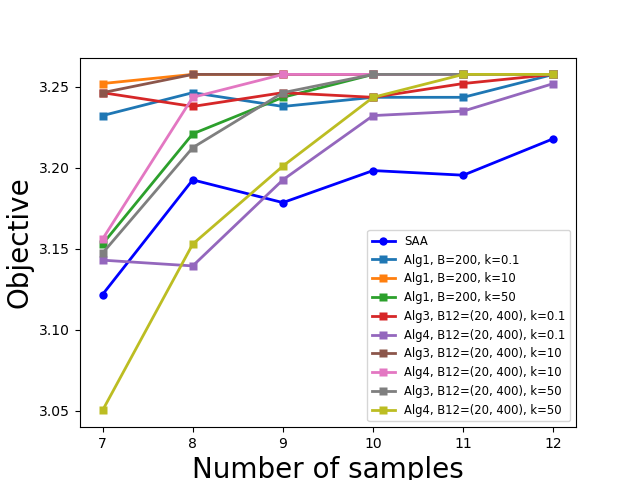 3.25
3.20
3.15
3.10
3.05
Objective
7 8 9 10 11 12
Number of samples
SAA
Alg1, B=200, k=0.1
Alg1, B=200, k=10
Alg1, B=200, k=50
Alg3, B12=(20, 400), k=0.1
Alg4, B12=(20, 400), k=0.1
Alg3, B12=(20, 400), k=10
Alg4, B12=(20, 400), k=10
Alg3, B12=(20, 400), k=50
Alg4, B12=(20, 400), k=50